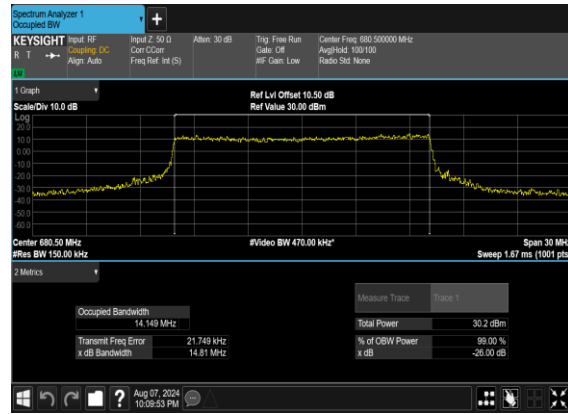 Spectrum Analyzer 1
Occupied BW
+
KEYSIGHT Input: RF Input Z: 50 Ω Atten: 30 dB Trig: Free Run Center Freq: 680.500000 MHz
R T Coupling: DC Corr CCorr Gate: Off Avg|Hold: 100/100
Align: Auto Freq Ref: Int (S) #IF Gain: Low Radio Std: None
1 Graph
Ref Lvl Offset 10.50 dB
Scale/Div 10.0 dB Ref Value 30.00 dBm
Log
20.0
10.0
0.00
-10.0
-20.0
-30.0
-40.0
-50.0
-60.0
Center 680.50 MHz #Video BW 470.00 kHz* Span 30 MHz
#Res BW 150.00 kHz Sweep 1.67 ms (1001 pts
2 Metrics
Measure Trace Trace 1
Occupied Bandwidth
14.149 MHz
Total Power 30.2 dBm
Transmit Freq Error 21.749 kHz % of OBW Power 99.00 %
x dB Bandwidth 14.81 MHz x dB -26.00 dB
? Aug 07, 2024
10:09:53 PM